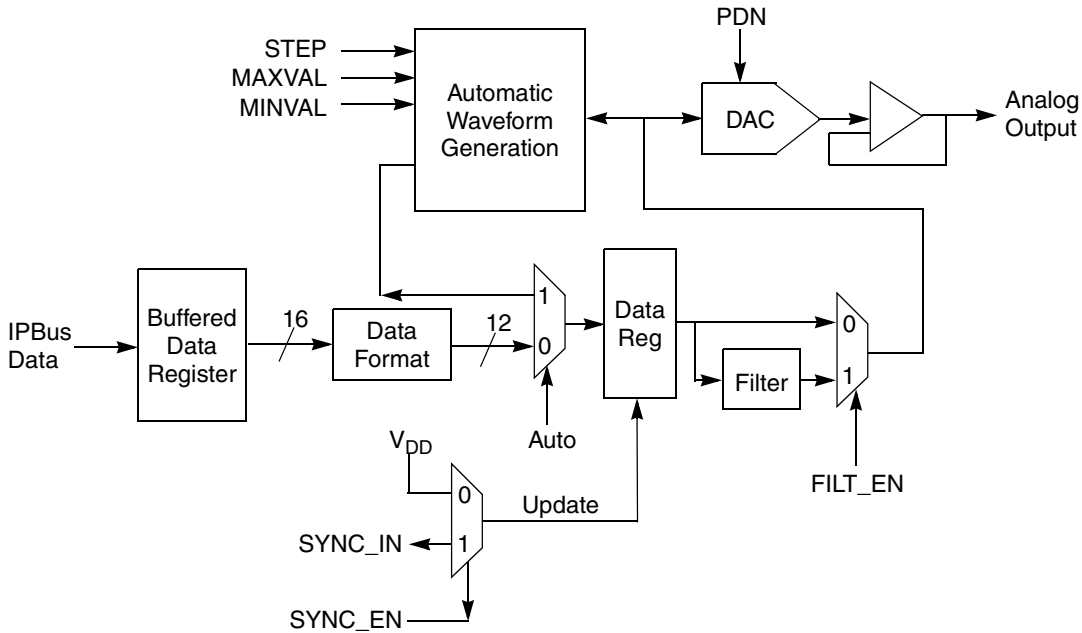 PDN
STEP
MAXVAL
MINVAL
Automatic
Waveform
Generation
DAC
Analog
Output
IPBus
Data
Buffered
Data
Register
16
Data
Format
12
1
0
Auto
Data
Reg
Filter
0
1
FILT_EN
VDD
0
1
Update
SYNC_IN
SYNC_EN